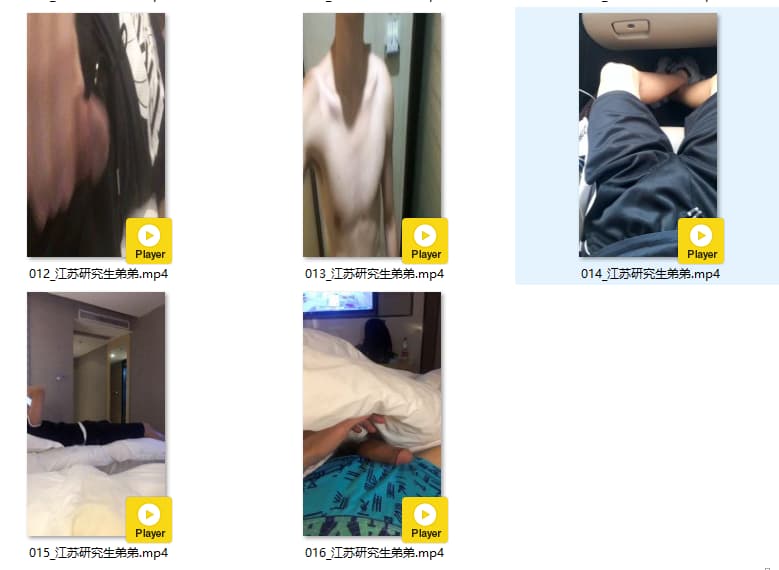 Player
Player
Player
012_江苏研究生弟弟.mp4
013_江苏研究生弟弟.mp4
014_江苏研究生弟弟.mp4
Player
Player
015_江苏研究生弟弟.mp4
016_江苏研究生弟弟.mp4